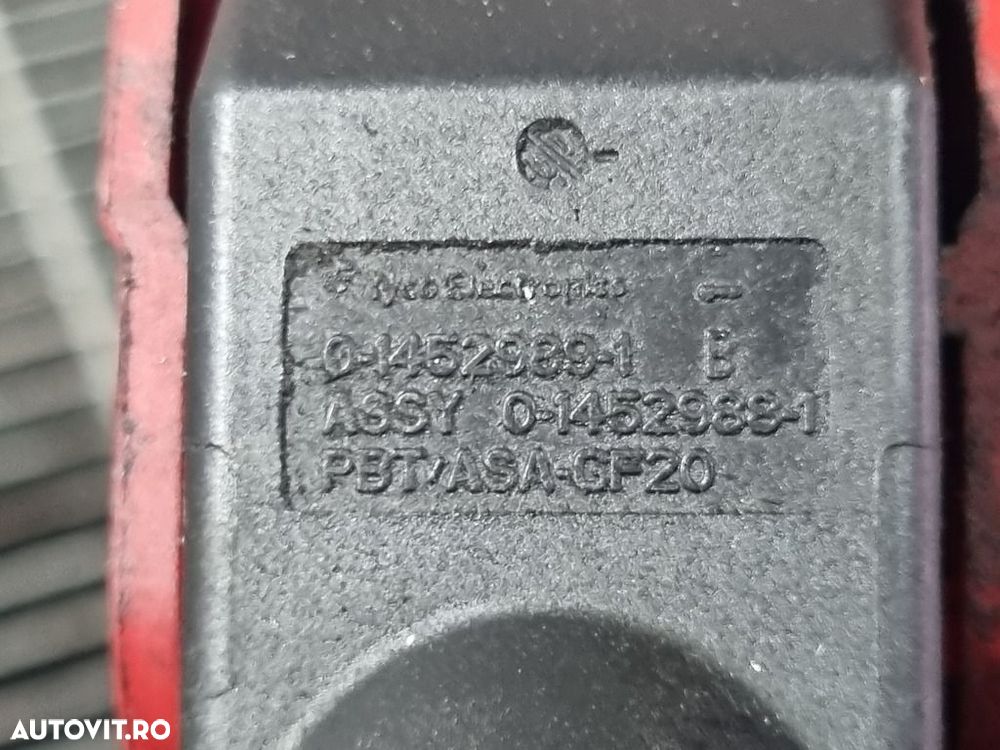 Tyco Electronics
0-1452989-1 B
ASSY 0-1452988-1
PBT/ASA-GF20
AUTOVIT.RO